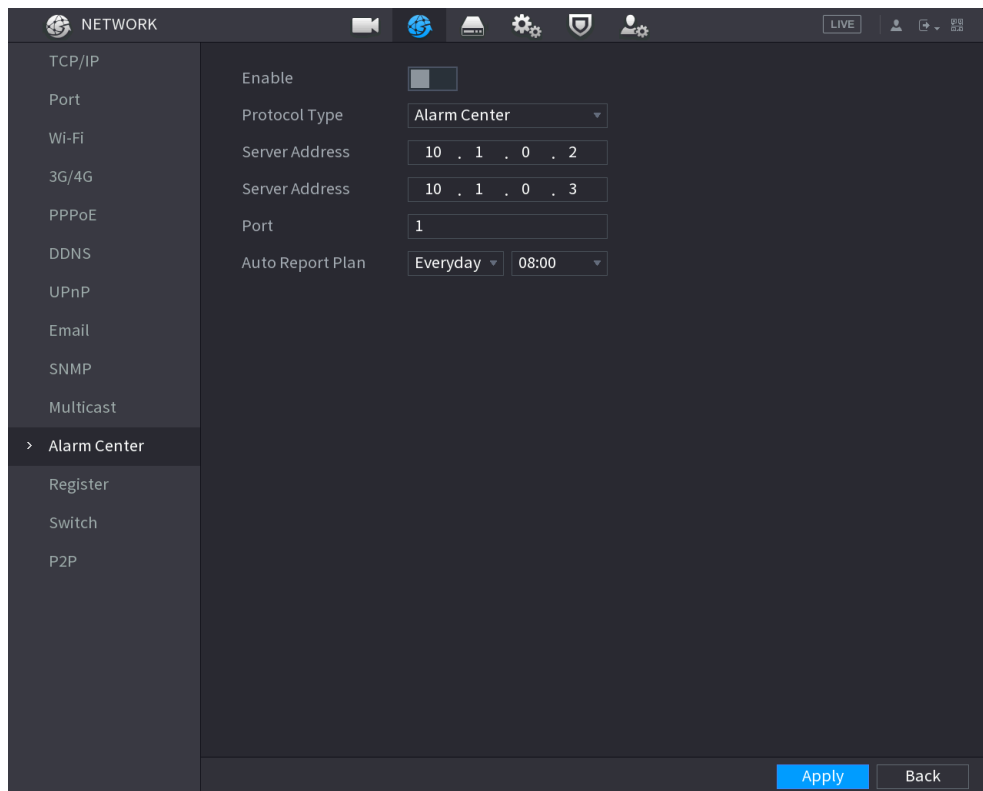 NETWORK
LIVE
TCP/IP
Port
Wi-Fi
3G/4G
PPPoE
DDNS
UPnP
Email
SNMP
Multicast
> Alarm Center
Register
Switch
P2P
Enable
Protocol Type Alarm Center
Server Address 10 . 1 . 0 . 2
Server Address 10 . 1 . 0 . 3
Port 1
Auto Report Plan Everyday 08:00
Apply Back